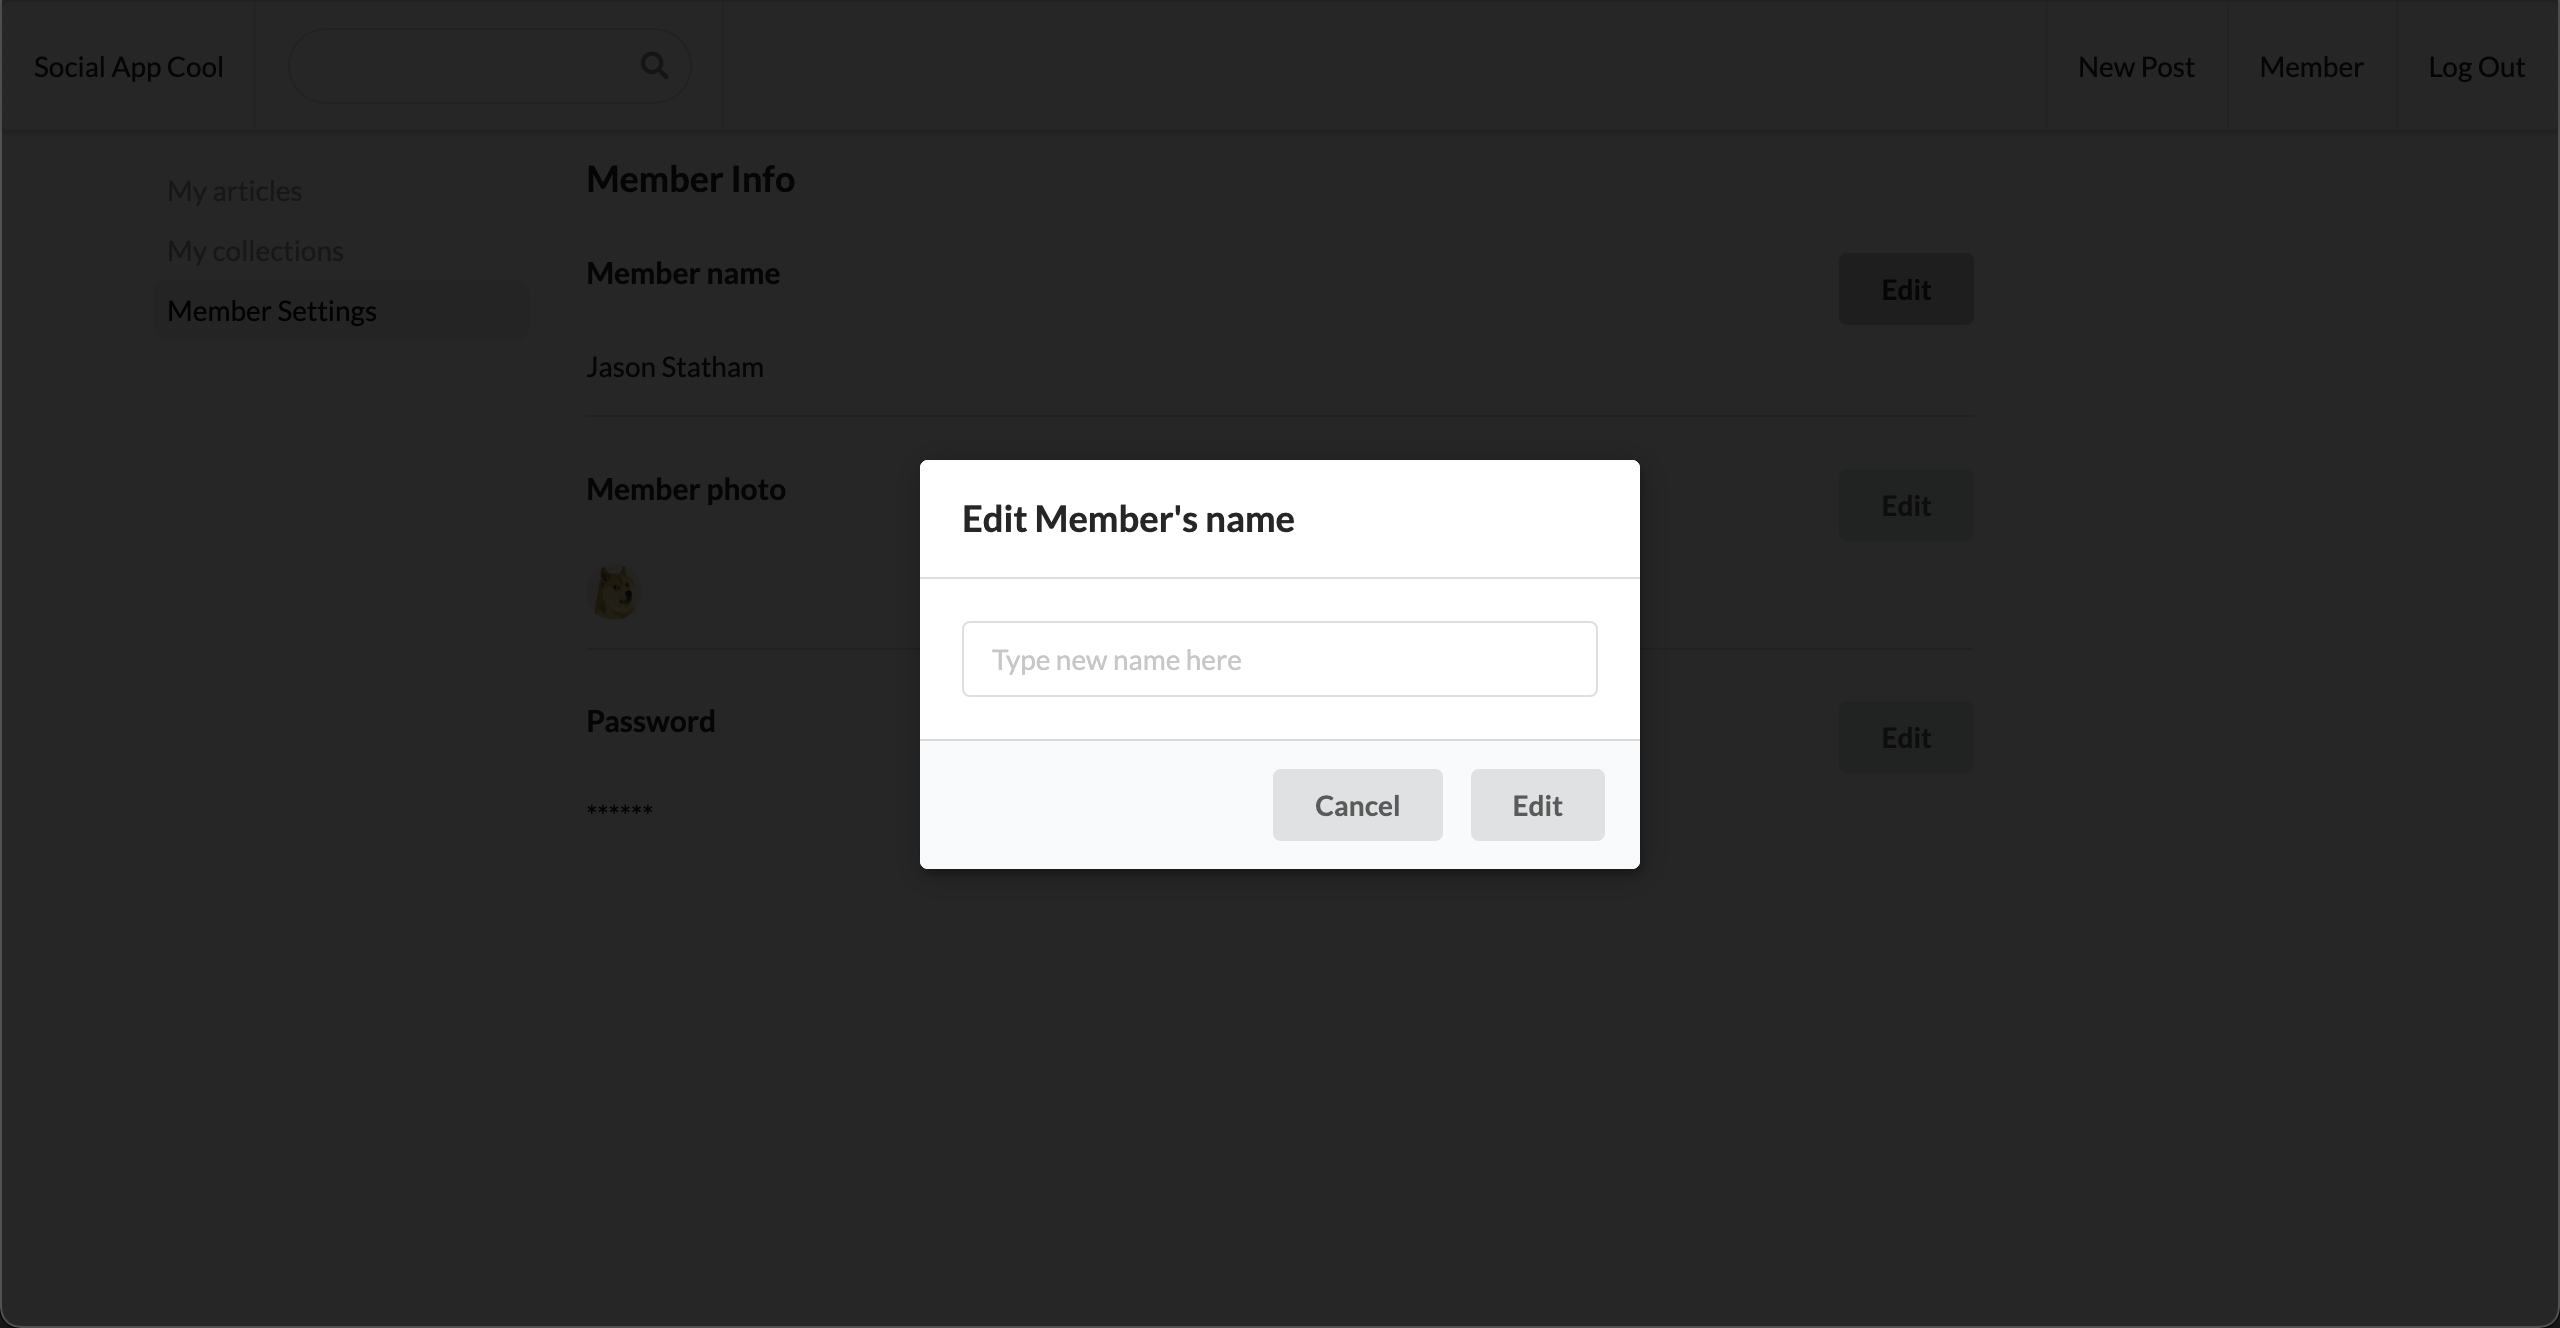 Social App Cool
New Post
Member
Log Out
My articles
My collections
Member Settings
Member Info
Member name
Edit
Jason Statham
Member photo
Edit
Password
Edit
******
Edit Member's name
Type new name here
Cancel
Edit